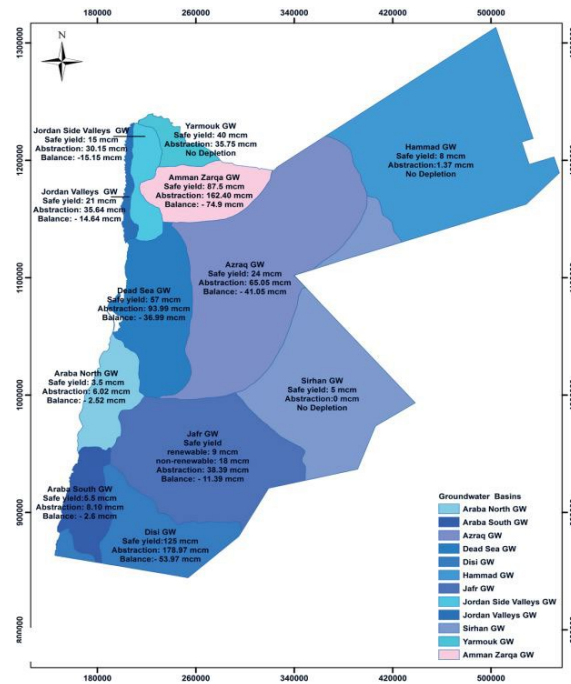 180000 260000 340000 420000 500000
1300000
1200000
1100000
1000000
90000
800000
N
Jordan Side Valleys GW
Safe yield: 15 mcm
Abstraction: 30.15 mcm
Balance: -15.15 mcm
Yarmouk GW
Safe yield: 40 mcm
Abstraction: 35.75 mcm
No Depletion
Hammad GW
Safe yield: 8 mcm
Abstraction:1.37 mcm
No Depletion
Amman Zarqa GW
Safe yield: 87.5 mcm
Abstraction: 162.40 mcm
Balance: - 74.9 mcm
Jordan Valleys GW
Safe yield: 21 mcm
Abstraction: 35.64 mcm
Balance: - 14.64 mcm
Azraq GW
Safe yield: 24 mcm
Abstraction: 65.05 mcm
Balance: - 41.05 mcm
Dead Sea GW
Safe yield: 57 mcm
Abstraction: 93.99 mcm
Balance: - 36.99 mcm
Araba North GW
Safe yield: 3.5 mcm
Abstraction: 6.02 mcm
Balance: - 2.52 mcm
Sirhan GW
Safe yield: 5 mcm
Abstraction:0 mcm
No Depletion
Jafr GW
Safe yield
renewable: 9 mcm
non-renewable: 18 mcm
Abstraction: 38.39 mcm
Balance: - 11.39 mcm
Araba South GW
Safe yield:5.5 mcm
Abstraction: 8.10 mcm
Balance: - 2.6 mcm
Disi GW
Safe yield:125 mcm
Abstraction: 178.97 mcm
Balance:- 53.97 mcm
Groundwater Basins
Araba North GW
Araba South GW
Azraq GW
Dead Sea GW
Disi GW
Hammad GW
Jafr GW
Jordan Side Valleys GW
Jordan Valleys GW
Sirhan GW
Yarmouk GW
Amman Zarqa GW
180000 260000 340000 420000 500000